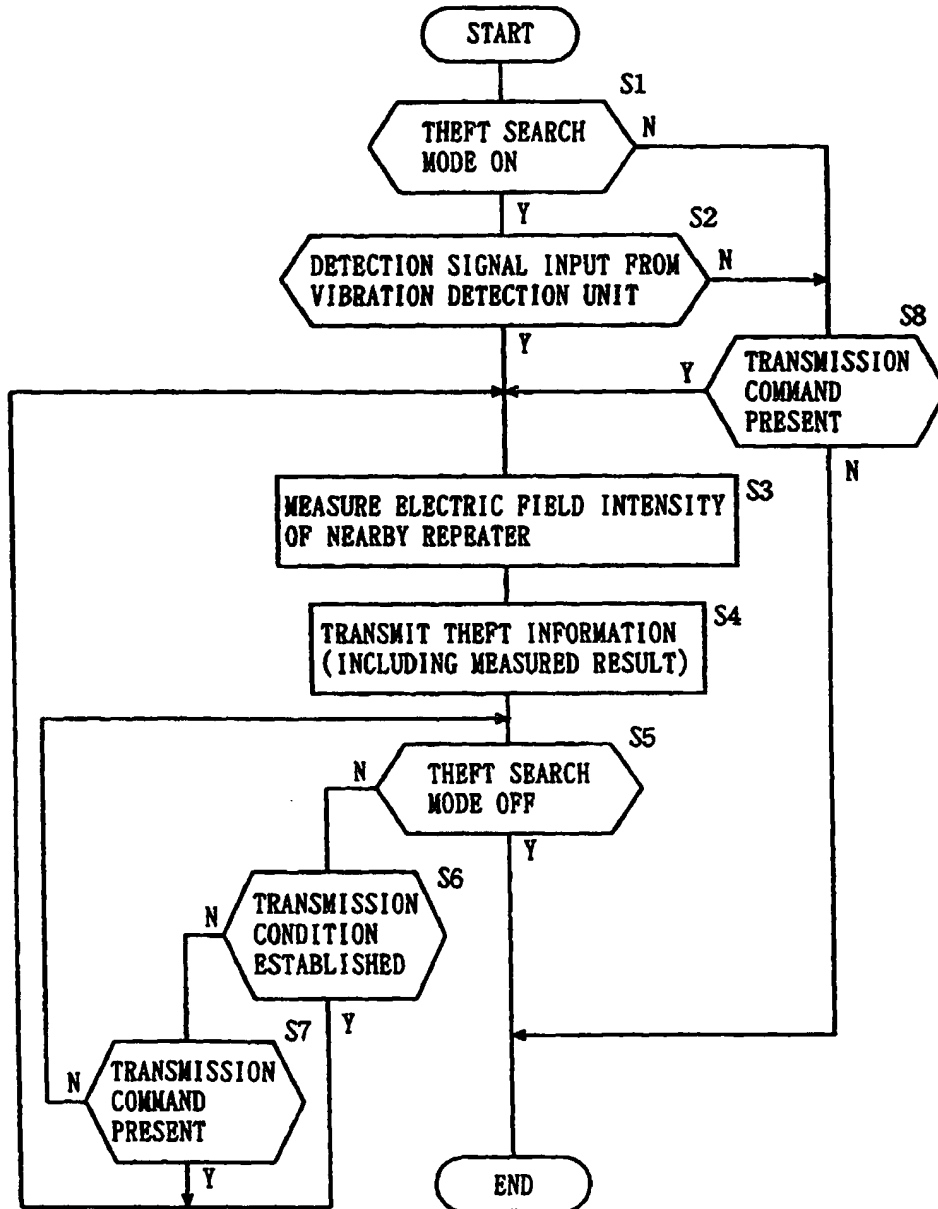 START
S1
THEFT SEARCH
MODE ON
N
Y
S2
DETECTION SIGNAL INPUT FROM
VIBRATION DETECTION UNIT
N
Y
S8
TRANSMISSION
COMMAND
PRESENT
Y
N
S3
MEASURE ELECTRIC FIELD INTENSITY
OF NEARBY REPEATER
S4
TRANSMIT THEFT INFORMATION
(INCLUDING MEASURED RESULT)
S5
THEFT SEARCH
MODE OFF
N
Y
S6
TRANSMISSION
CONDITION
ESTABLISHED
N
Y
S7
TRANSMISSION
COMMAND
PRESENT
N
Y
END